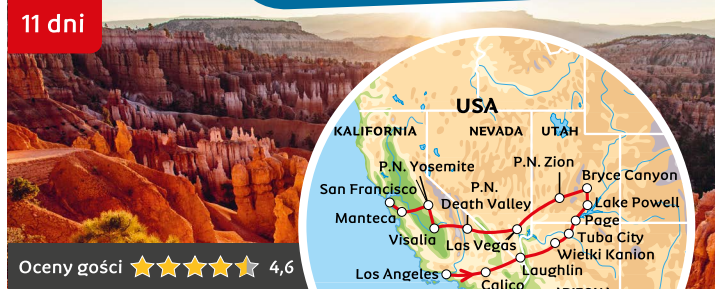 11 dni
USA
KALIFORNIA
NEVADA
UTAH
P.N. Yosemite
P.N. Zion
Bryce Canyon
San Francisco
P.N.
Death Valley
Lake Powell
Manteca
Page
Visalia
Las Vegas
Tuba City
Wielki Kanion
Oceny gości
4,6
Los Angeles
Laughlin
Calico